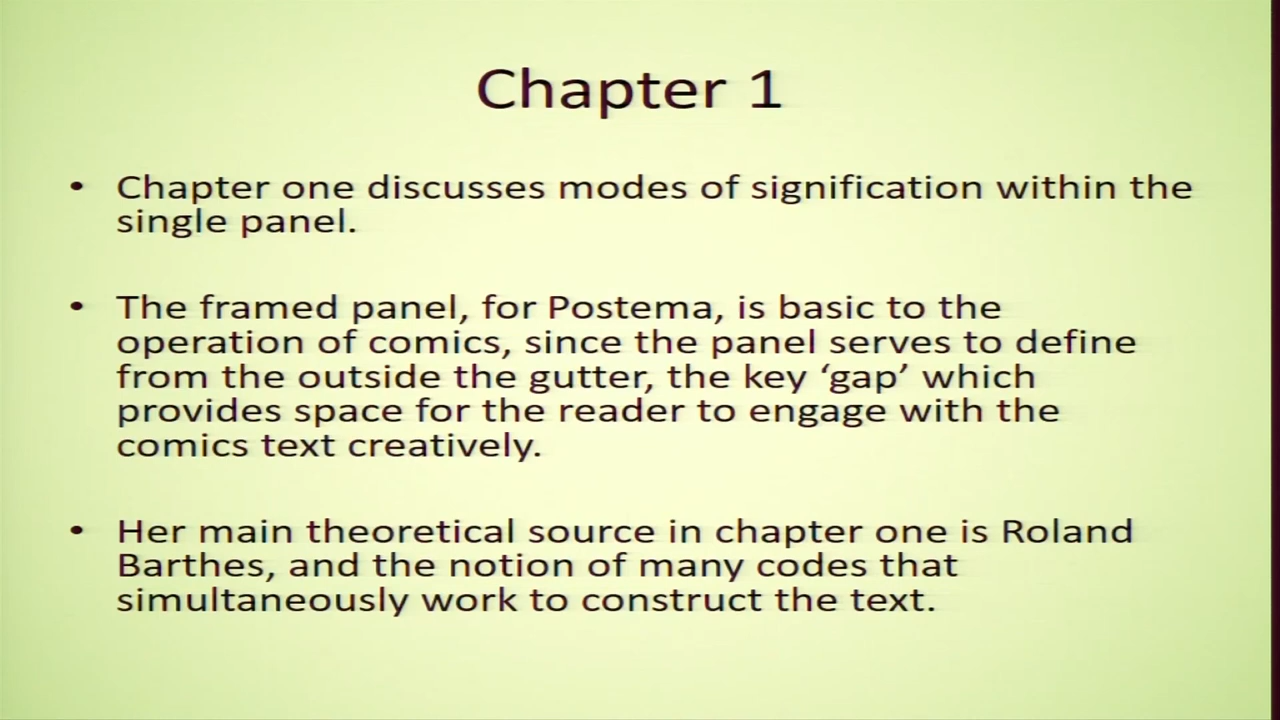 Chapter 1
• Chapter one discusses modes of signification within the
single panel.
• The framed panel, for Postema, is basic to the
operation of comics, since the panel serves to define
from the outside the gutter, the key ‘gap’ which
provides space for the reader to engage with the
comics text creatively.
• Her main theoretical source in chapter one is Roland
Barthes, and the notion of many codes that
simultaneously work to construct the text.